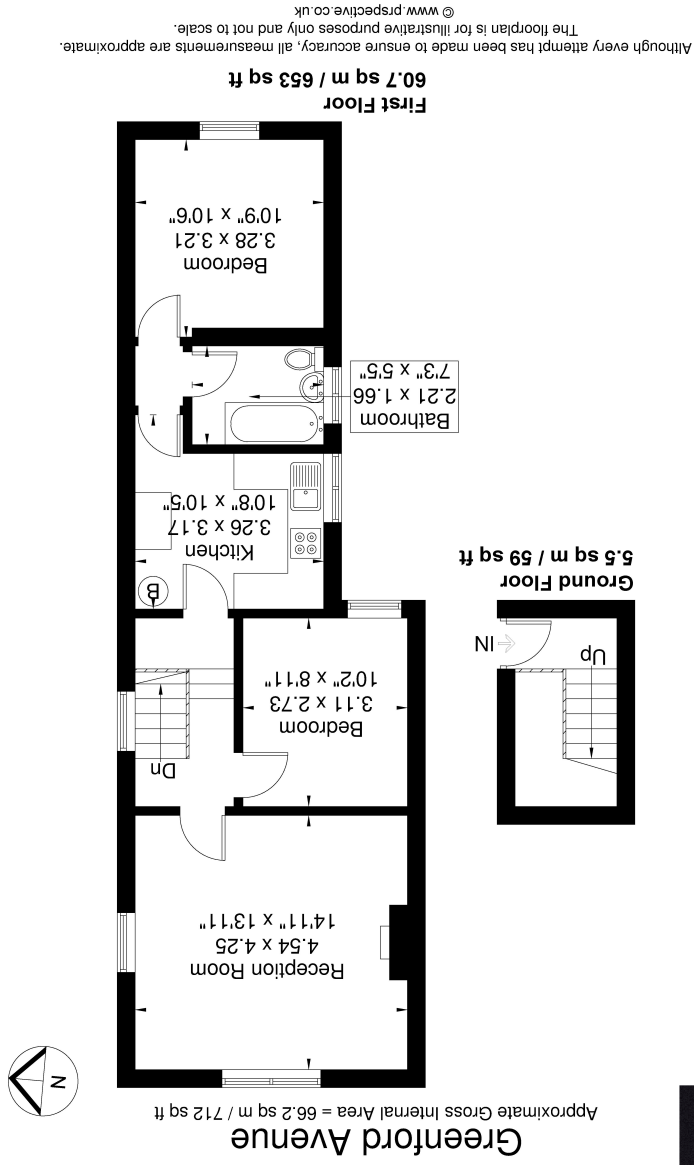 Greenford Avenue
Approximate Gross Internal Area = 66.2 sq m / 712 sq ft
N
Reception Room
4.54 x 4.25
14'11" x 13'11"
Dn
Bedroom
3.11 x 2.73
10'2" x 8'11"
Up
IN
Ground Floor
5.5 sq m / 59 sq ft
B
Kitchen
3.26 x 3.17
10'8" x 10'5"
Bathroom
2.21 x 1.66
7'3" x 5'5"
Bedroom
3.28 x 3.21
10'9" x 10'6"
First Floor
60.7 sq m / 653 sq ft
Although every attempt has been made to ensure accuracy, all measurements are approximate.
The floorplan is for illustrative purposes only and not to scale.
© www.prspective.co.uk